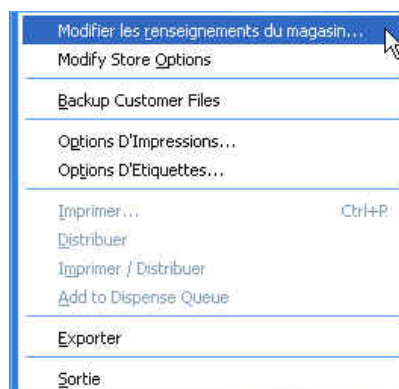 Modifier les renseignements du magasin...
Modify Store Options
Backup Customer Files
Options D'Impressions...
Options D'Etiquettes...
Imprimer... Ctrl+P
Distribuer
Imprimer / Distribuer
Add to Dispense Queue
Exporter
Sortie